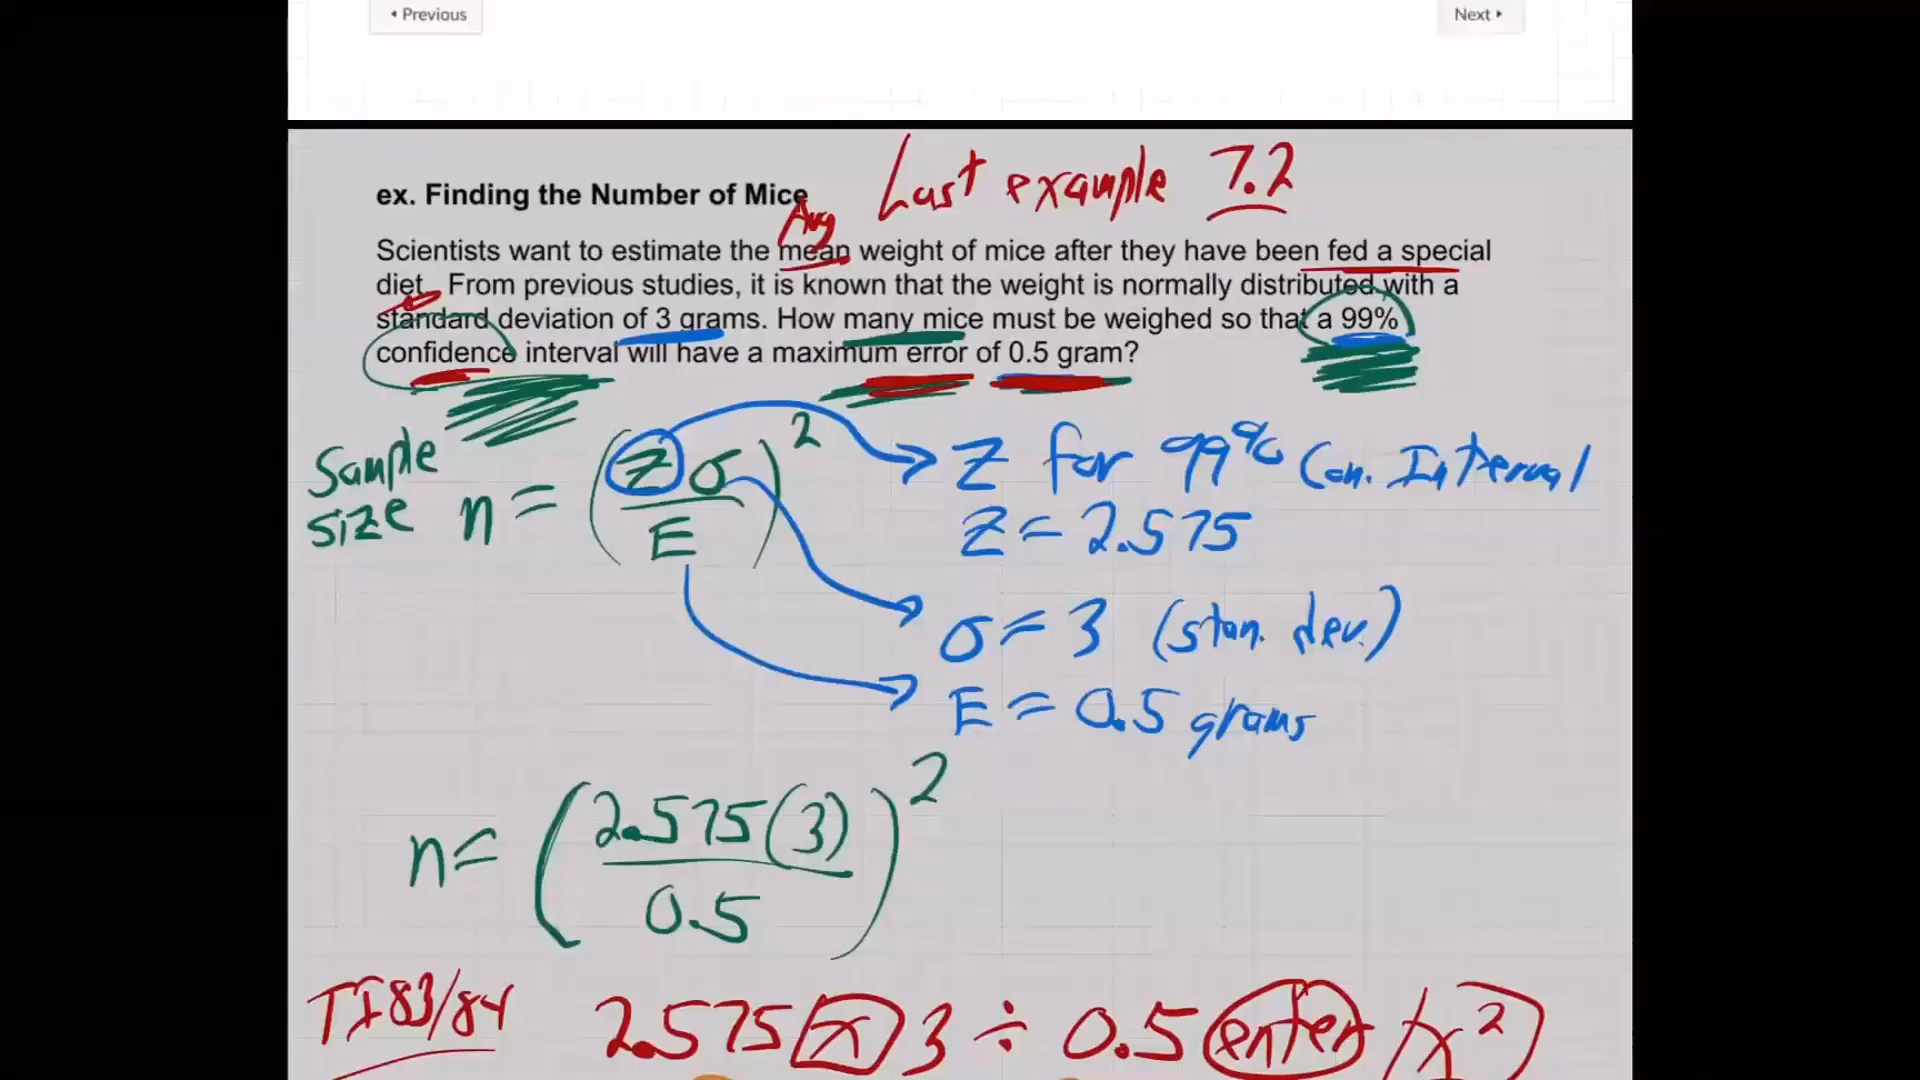 Previous
Next
Last example 7.2
ex. Finding the Number of Mice
Avg
Scientists want to estimate the mean weight of mice after they have been fed a special
diet. From previous studies, it is known that the weight is normally distributed with a
standard deviation of 3 grams. How many mice must be weighed so that a 99%
confidence interval will have a maximum error of 0.5 gram?
Sample size n = (Zσ/E)²
Z for 99% Con. Interval
Z = 2.575
σ = 3 (stan. dev.)
E = 0.5 grams
n = (2.575(3)/0.5)²
TI83/84 2.575 x 3 ÷ 0.5 enter x²